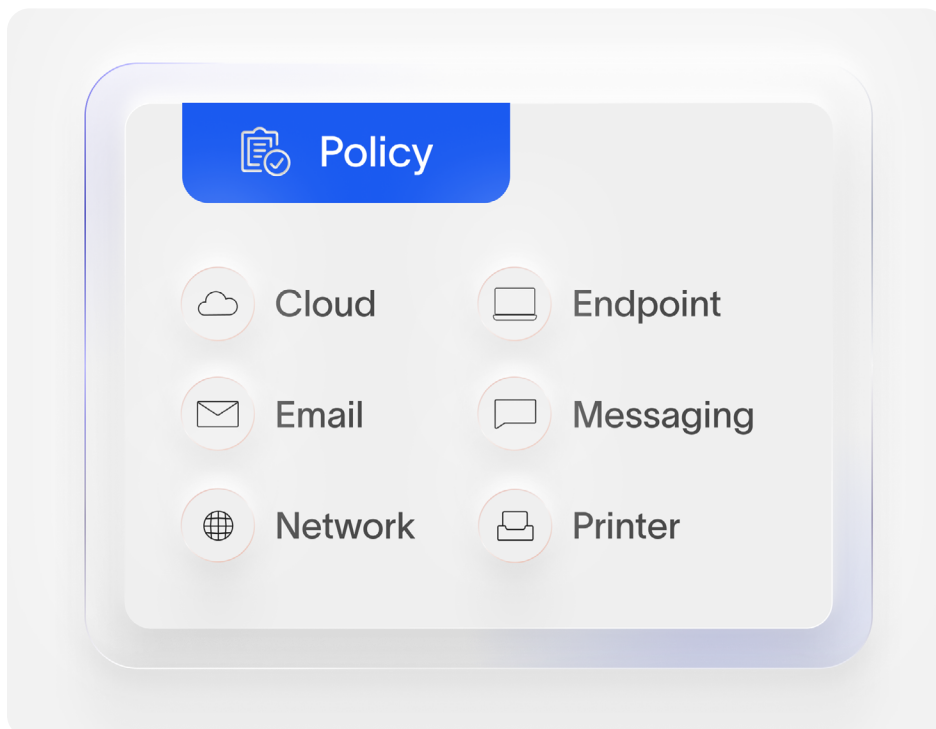 Policy
Cloud
Endpoint
Email
Messaging
Network
Printer